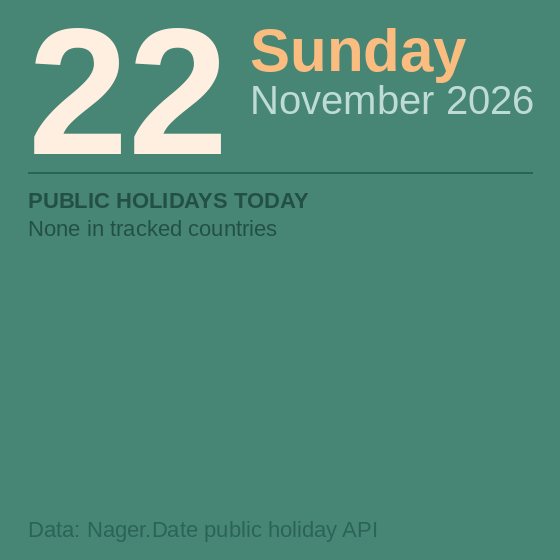 22
Sunday
November 2026
PUBLIC HOLIDAYS TODAY
None in tracked countries
Data: Nager.Date public holiday API